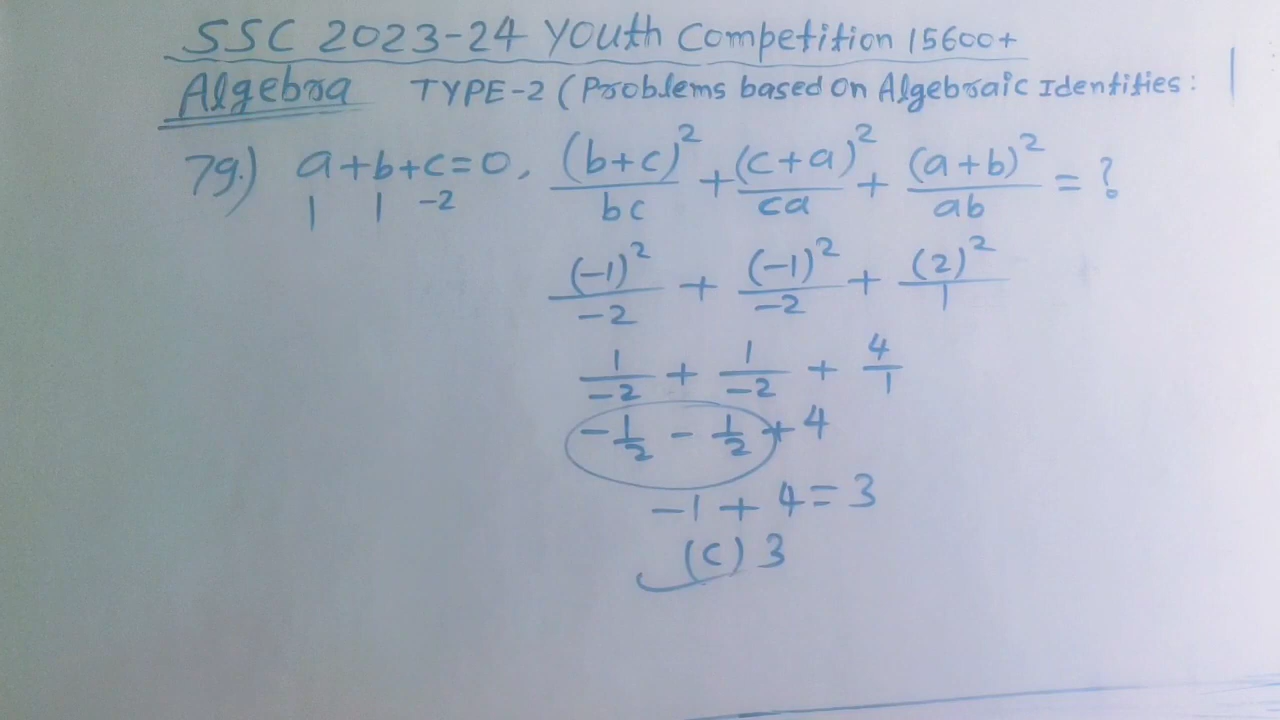 SSC 2023-24 Youth Competition 15600+
Algebra TYPE-2 (Problems based on Algebraic Identities: 1
79.) a+b+c=0, (b+c)²/bc + (c+a)²/ca + (a+b)²/ab = ?
1 1 -2
(-1)²/-2 + (-1)²/-2 + (2)²/1
1/-2 + 1/-2 + 4/1
-1/2 - 1/2 + 4
-1 + 4 = 3
(C) 3